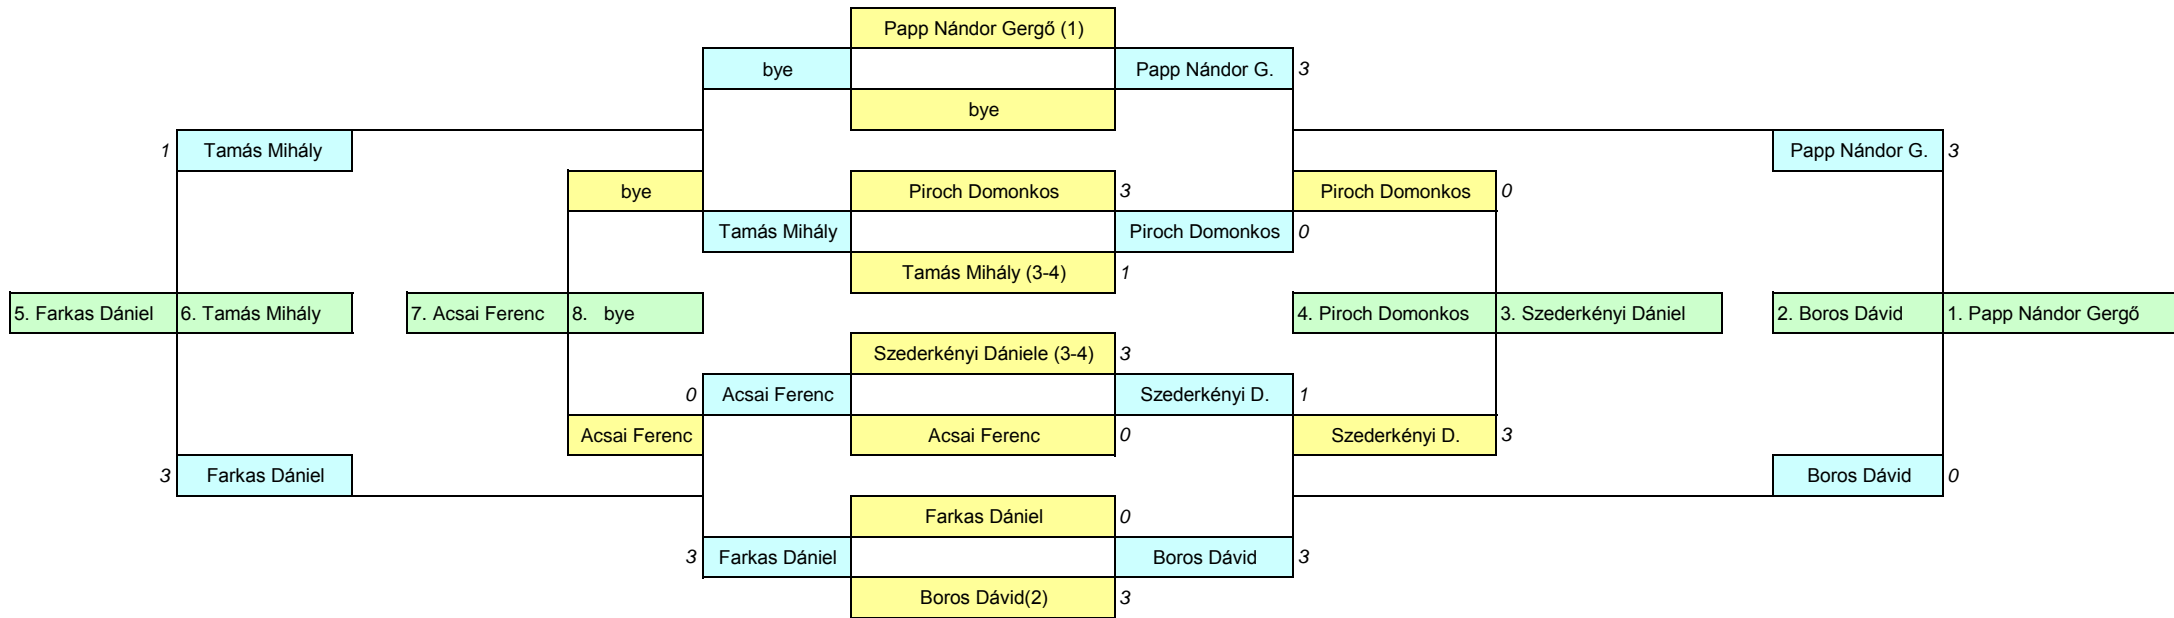 Papp Nándor Gergő (1)
bye Papp Nándor G. 3
bye
1 Tamás Mihály Papp Nándor G. 3
bye Piroch Domonkos 3 Piroch Domonkos 0
Tamás Mihály Piroch Domonkos 0
Tamás Mihály (3-4) 1
5. Farkas Dániel 6. Tamás Mihály 7. Acsai Ferenc 8. bye 4. Piroch Domonkos 3. Szederkényi Dániel 2. Boros Dávid 1. Papp Nándor Gergő
Szederkényi Dániele (3-4) 3
0 Acsai Ferenc Szederkényi D. 1
Acsai Ferenc Acsai Ferenc 0 Szederkényi D. 3
3 Farkas Dániel Boros Dávid 0
Farkas Dániel 0
3 Farkas Dániel Boros Dávid 3
Boros Dávid(2) 3